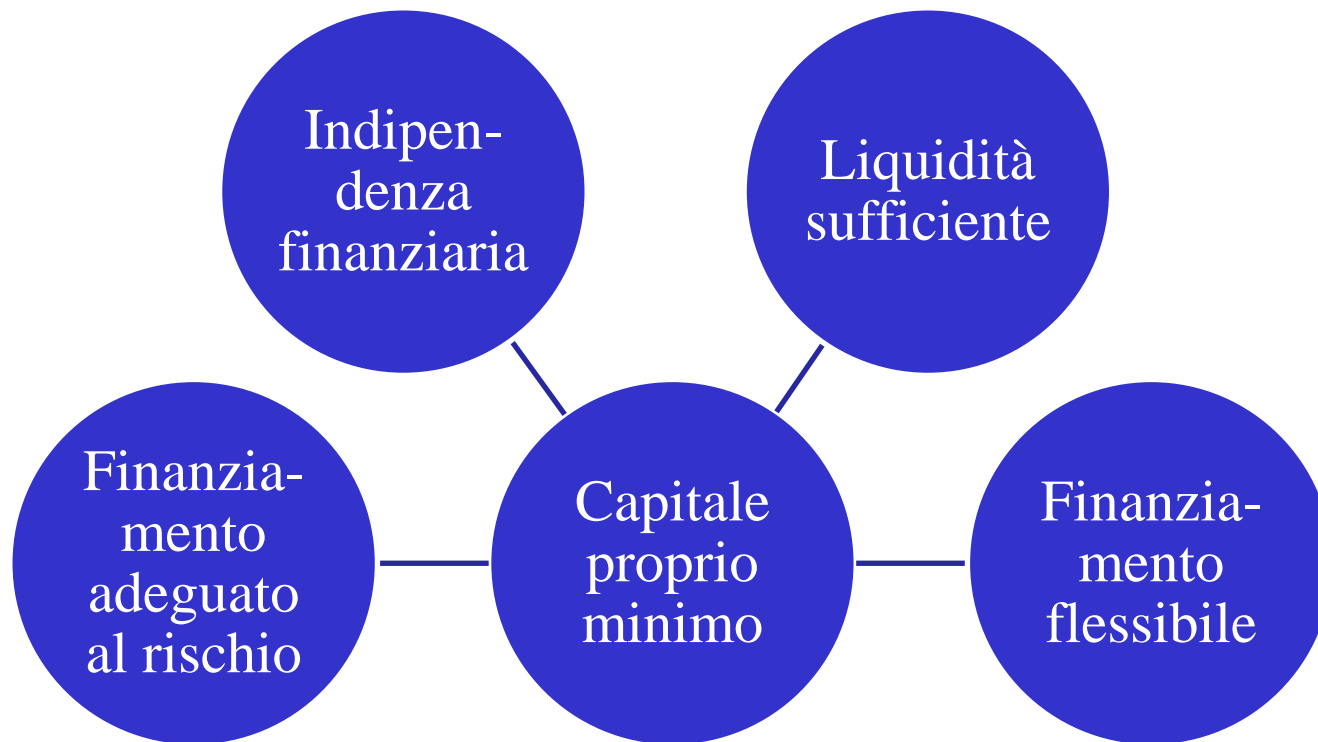 Indipen-
denza
finanziaria
Liquidità
sufficiente
Finanzia-
mento
adeguato
al rischio
Capitale
proprio
minimo
Finanzia-
mento
flessibile